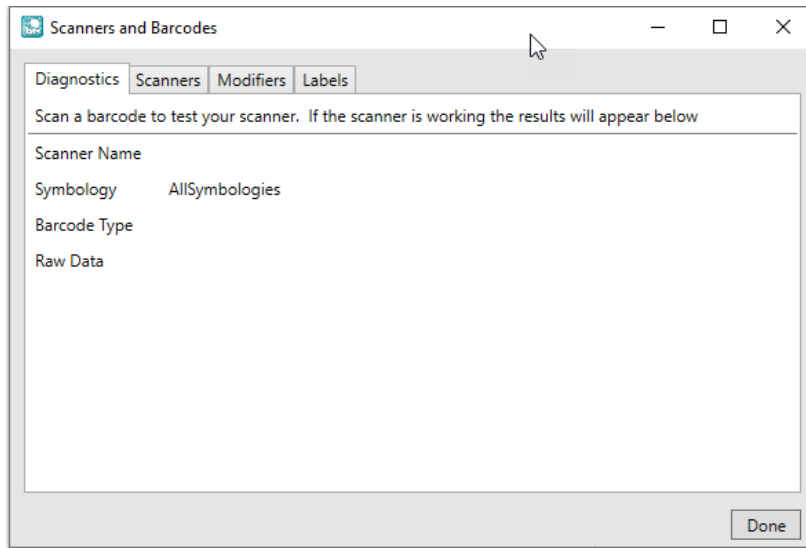 Scanners and Barcodes
Diagnostics Scanners Modifiers Labels
Scan a barcode to test your scanner.  If the scanner is working the results will appear below
Scanner Name
Symbology AllSymbologies
Barcode Type
Raw Data
Done